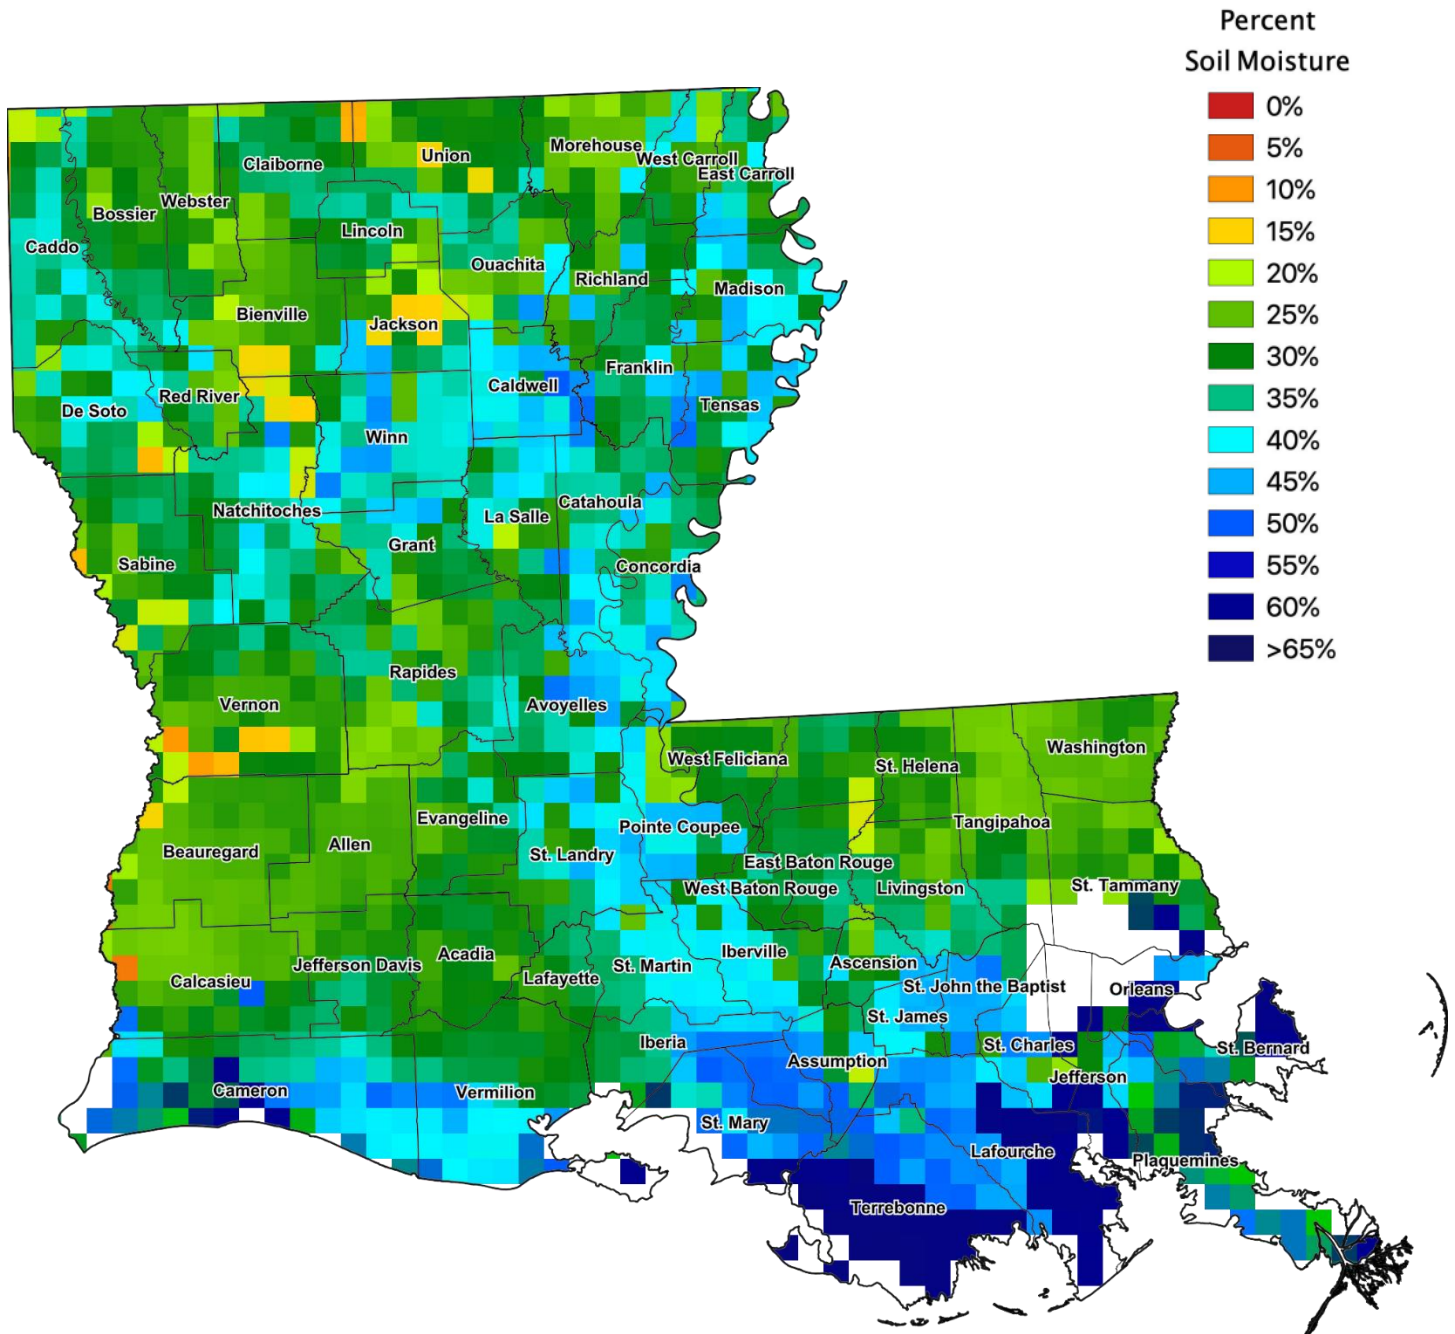 Percent
Soil Moisture
0%
5%
10%
15%
20%
25%
30%
35%
40%
45%
50%
55%
60%
>65%
Claiborne
Union
Morehouse
West Carroll
East Carroll
Webster
Bossier
Caddo
Lincoln
Ouachita
Richland
Madison
Bienville
Jackson
Franklin
Caldwell
Red River
De Soto
Tensas
Winn
Natchitoches
Catahoula
La Salle
Grant
Sabine
Concordia
Rapides
Vernon
Avoyelles
West Feliciana
St. Helena
Washington
Evangeline
Pointe Coupee
Tangipahoa
Beauregard
Allen
St. Landry
East Baton Rouge
West Baton Rouge
Livingston
St. Tammany
Acadia
Iberville
Jefferson Davis
St. Martin
Ascension
Calcasieu
Lafayette
St. John the Baptist
Orleans
St. James
Iberia
St. Charles
St. Bernard
Assumption
Jefferson
Cameron
Vermilion
St. Mary
Lafourche
Plaquemines
Terrebonne